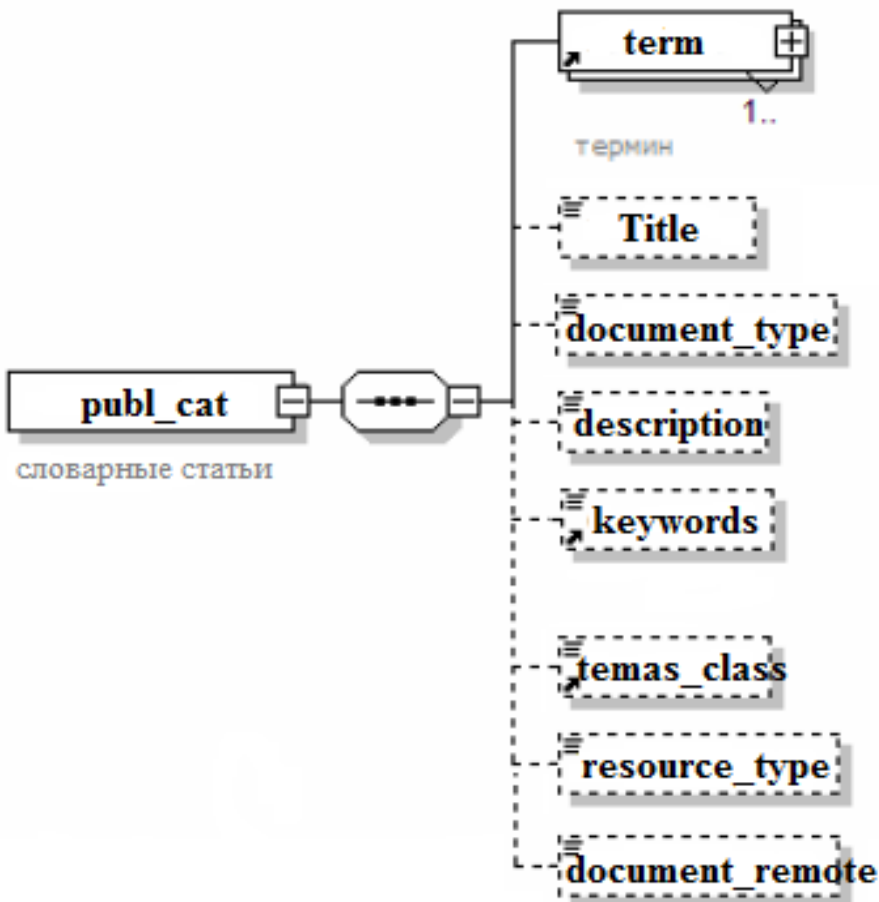 term
1..
термин
Title
document_type
publ_cat
description
словарные статьи
keywords
temas_class
resource_type
document_remote